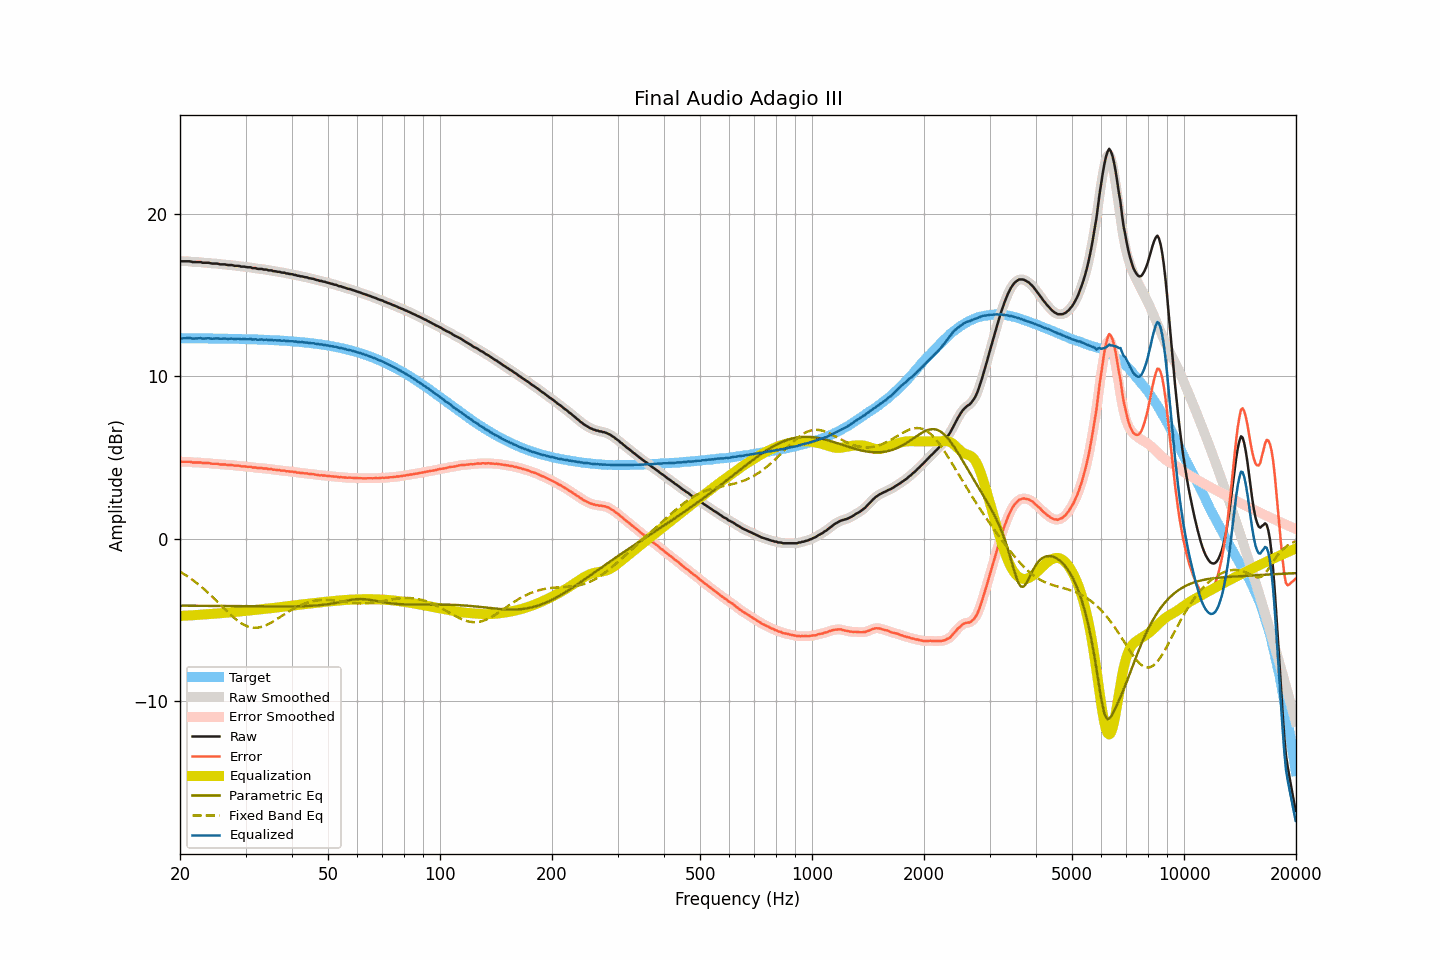 Final Audio Adagio III
Amplitude (dBr)
20
10
0
−10
Target
Raw Smoothed
Error Smoothed
Raw
Error
Equalization
Parametric Eq
Fixed Band Eq
Equalized
20 50 100 200 500 1000 2000 5000 10000 20000
Frequency (Hz)